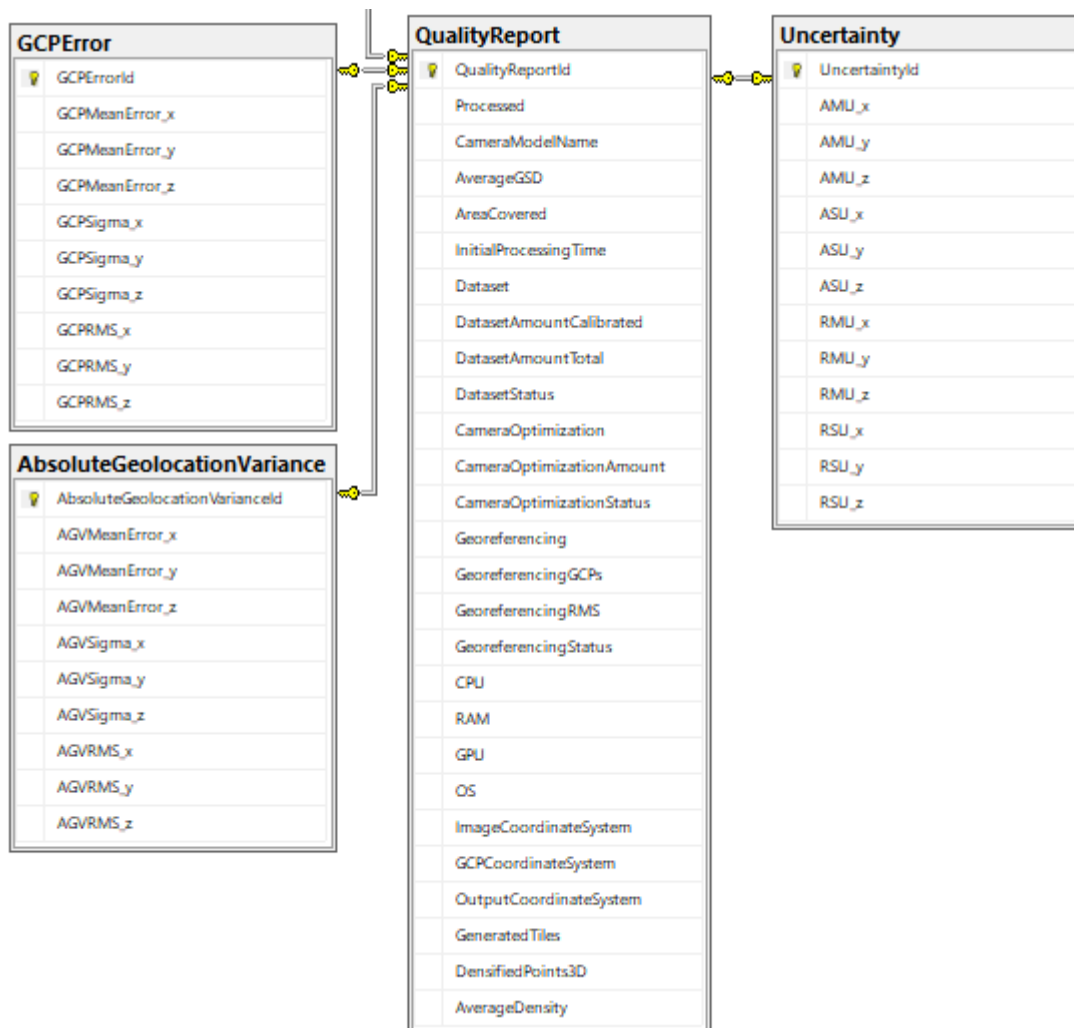 GCPError
GCPErrorId
GCPMeanError_x
GCPMeanError_y
GCPMeanError_z
GCPSigma_x
GCPSigma_y
GCPSigma_z
GCPRMS_x
GCPRMS_y
GCPRMS_z
AbsoluteGeolocationVariance
AbsoluteGeolocationVarianceId
AGVMeanError_x
AGVMeanError_y
AGVMeanError_z
AGVSigma_x
AGVSigma_y
AGVSigma_z
AGVRMS_x
AGVRMS_y
AGVRMS_z
QualityReport
QualityReportId
Processed
CameraModelName
AverageGSD
AreaCovered
InitialProcessingTime
Dataset
DatasetAmountCalibrated
DatasetAmountTotal
DatasetStatus
CameraOptimization
CameraOptimizationAmount
CameraOptimizationStatus
Georeferencing
GeoreferencingGCPs
GeoreferencingRMS
GeoreferencingStatus
CPU
RAM
GPU
OS
ImageCoordinateSystem
GCPCoordinateSystem
OutputCoordinateSystem
GeneratedTiles
DensifiedPoints3D
AverageDensity
Uncertainty
UncertaintyId
AMU_x
AMU_y
AMU_z
ASU_x
ASU_y
ASU_z
RMU_x
RMU_y
RMU_z
RSU_x
RSU_y
RSU_z